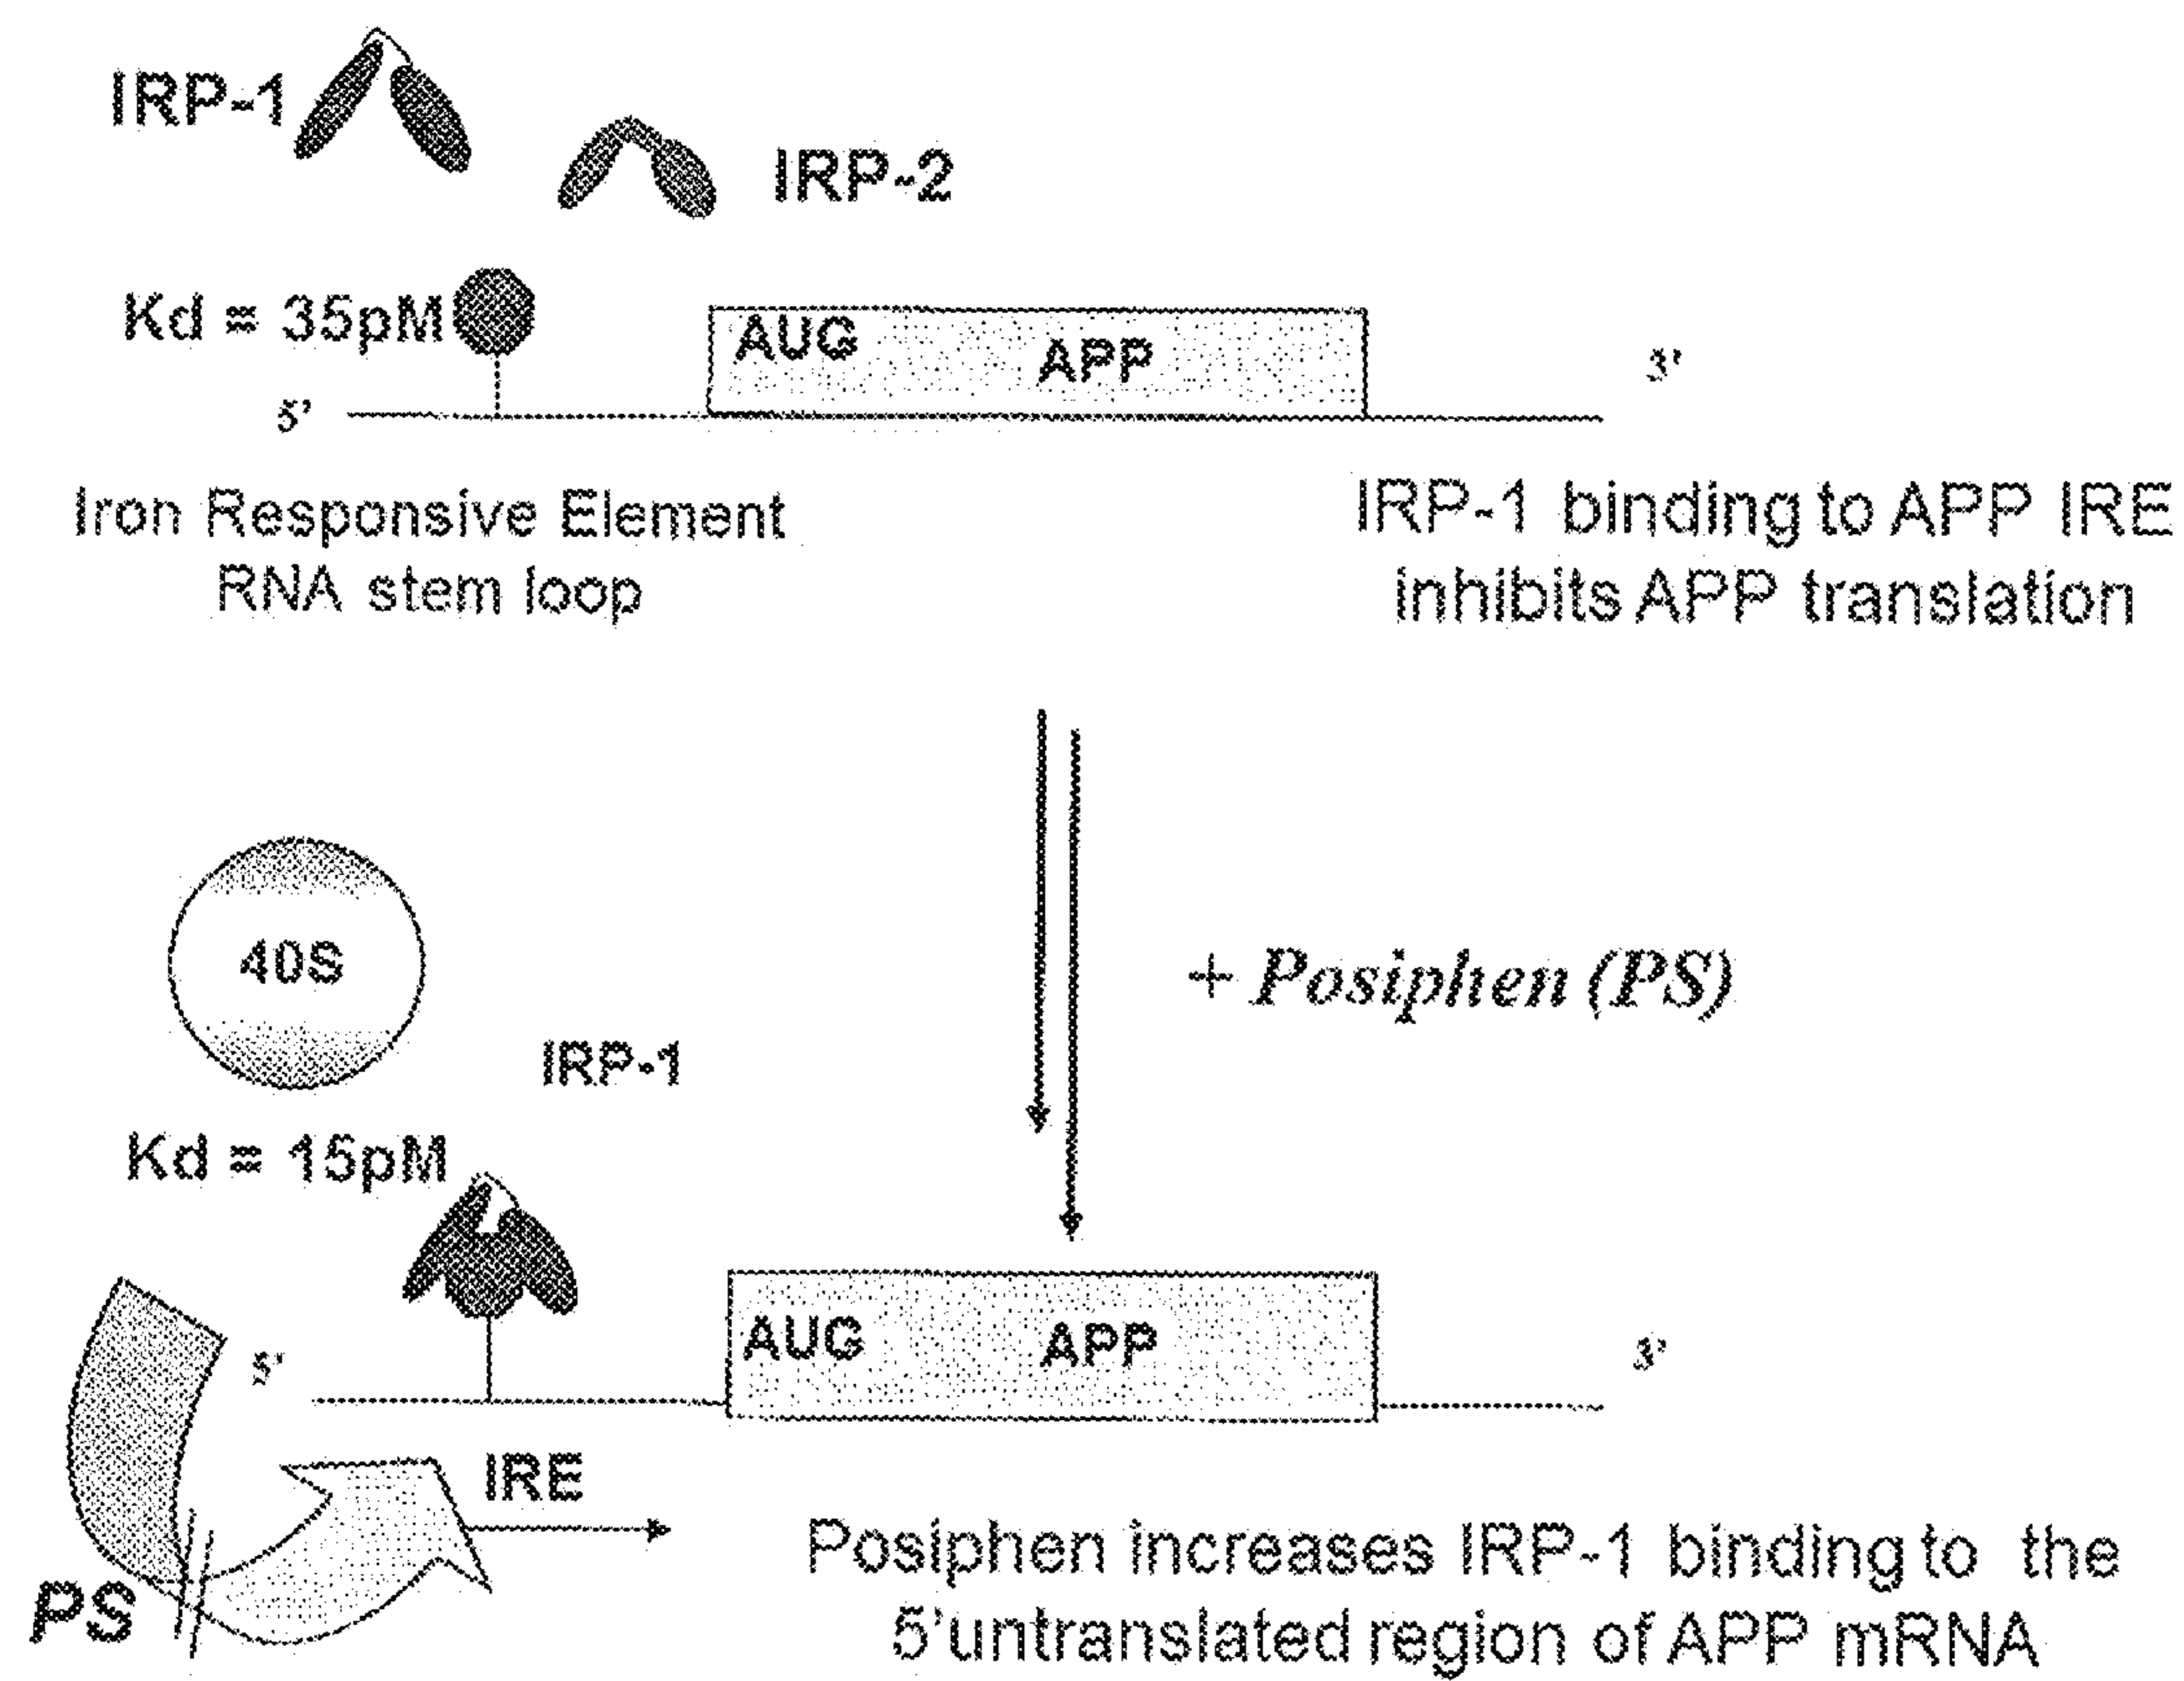 IRP-1
IRP-2
Kd = 35pM
AUG
APP
3'
5'
Iron Responsive Element
RNA stem loop
IRP-1 binding to APP IRE
inhibits APP translation
40S
+ Posiphen (PS)
IRP-1
Kd = 15pM
5'
AUG
APP
3'
IRE
PS
Posiphen increases IRP-1 binding to the
5'untranslated region of APP mRNA